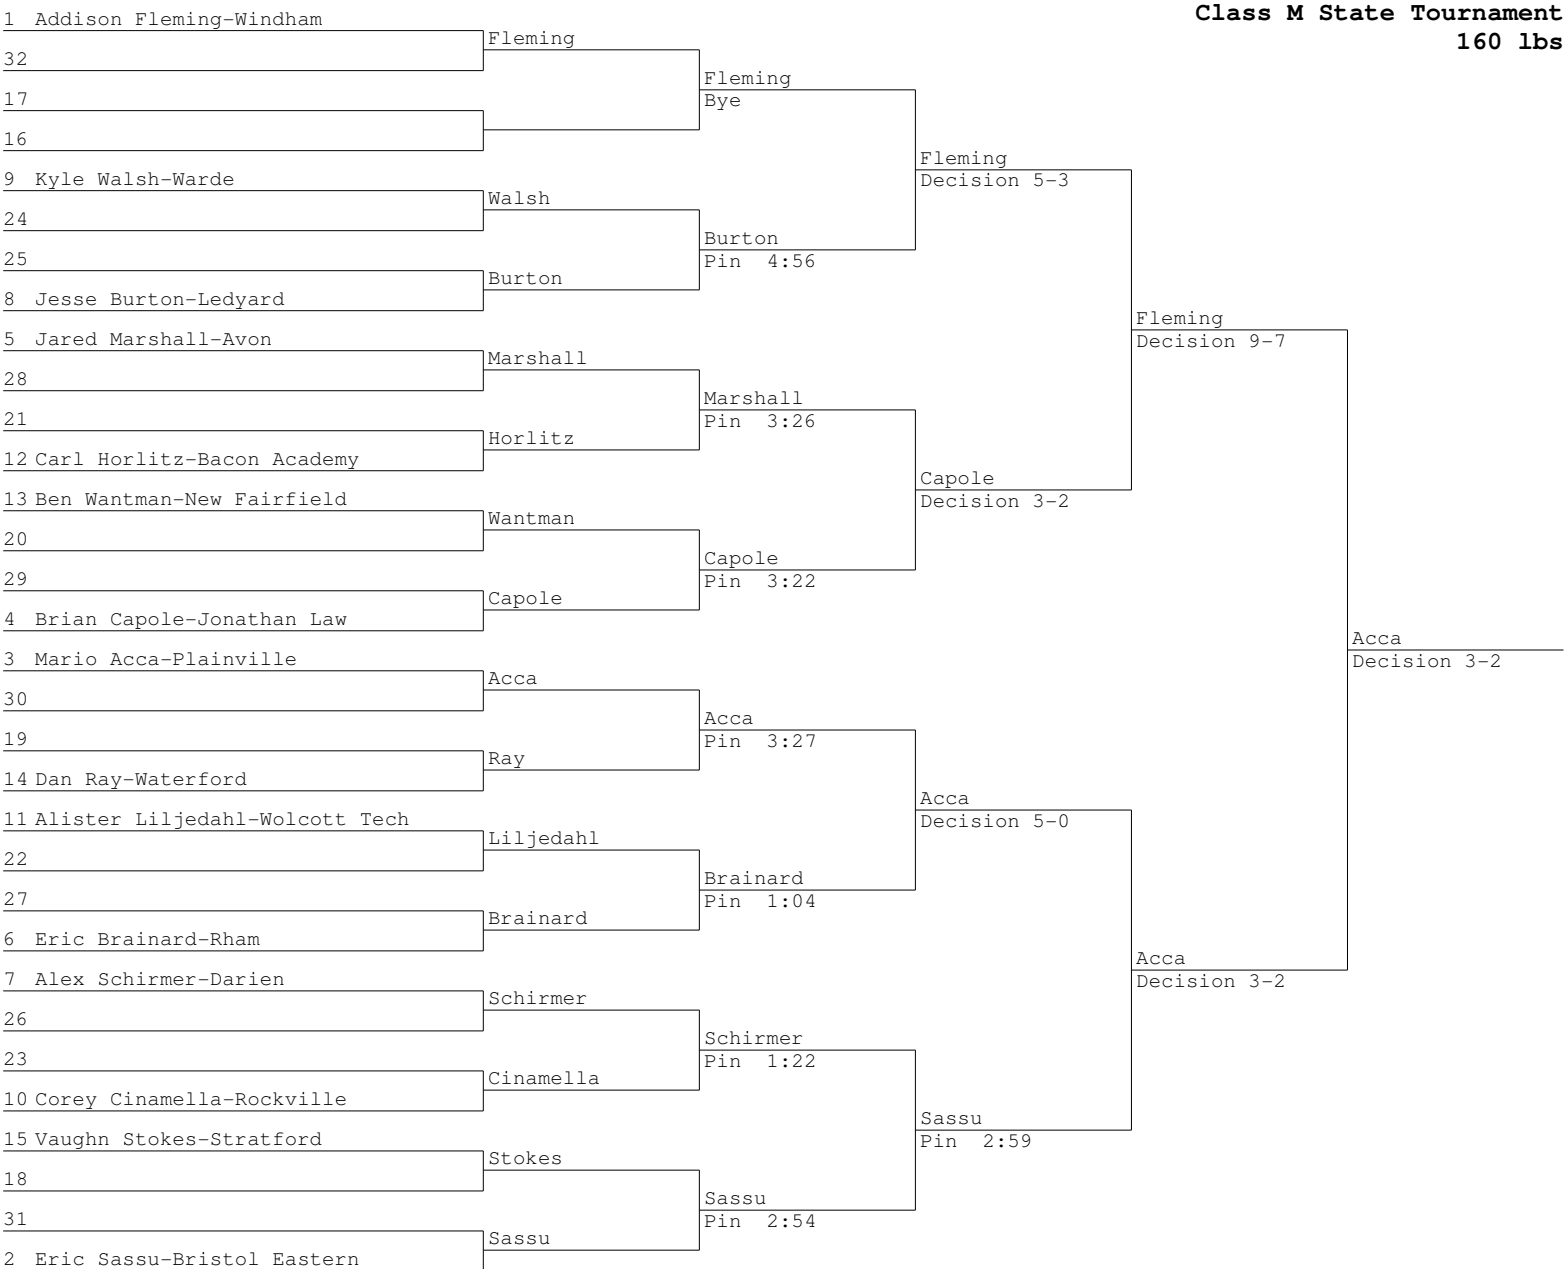 Class M State Tournament
160 lbs
1 Addison Fleming-Windham
32
17
16
9 Kyle Walsh-Warde
24
25
8 Jesse Burton-Ledyard
5 Jared Marshall-Avon
28
21
12 Carl Horlitz-Bacon Academy
13 Ben Wantman-New Fairfield
20
29
4 Brian Capole-Jonathan Law
3 Mario Acca-Plainville
30
19
14 Dan Ray-Waterford
11 Alister Liljedahl-Wolcott Tech
22
27
6 Eric Brainard-Rham
7 Alex Schirmer-Darien
26
23
10 Corey Cinamella-Rockville
15 Vaughn Stokes-Stratford
18
31
2 Eric Sassu-Bristol Eastern
Fleming
Walsh
Burton
Marshall
Horlitz
Wantman
Capole
Acca
Ray
Liljedahl
Brainard
Schirmer
Cinamella
Stokes
Sassu
Fleming
Bye
Burton
Pin 4:56
Marshall
Pin 3:26
Capole
Pin 3:22
Acca
Pin 3:27
Brainard
Pin 1:04
Schirmer
Pin 1:22
Sassu
Pin 2:54
Fleming
Decision 5-3
Capole
Decision 3-2
Acca
Decision 5-0
Sassu
Pin 2:59
Fleming
Decision 9-7
Acca
Decision 3-2
Acca
Decision 3-2